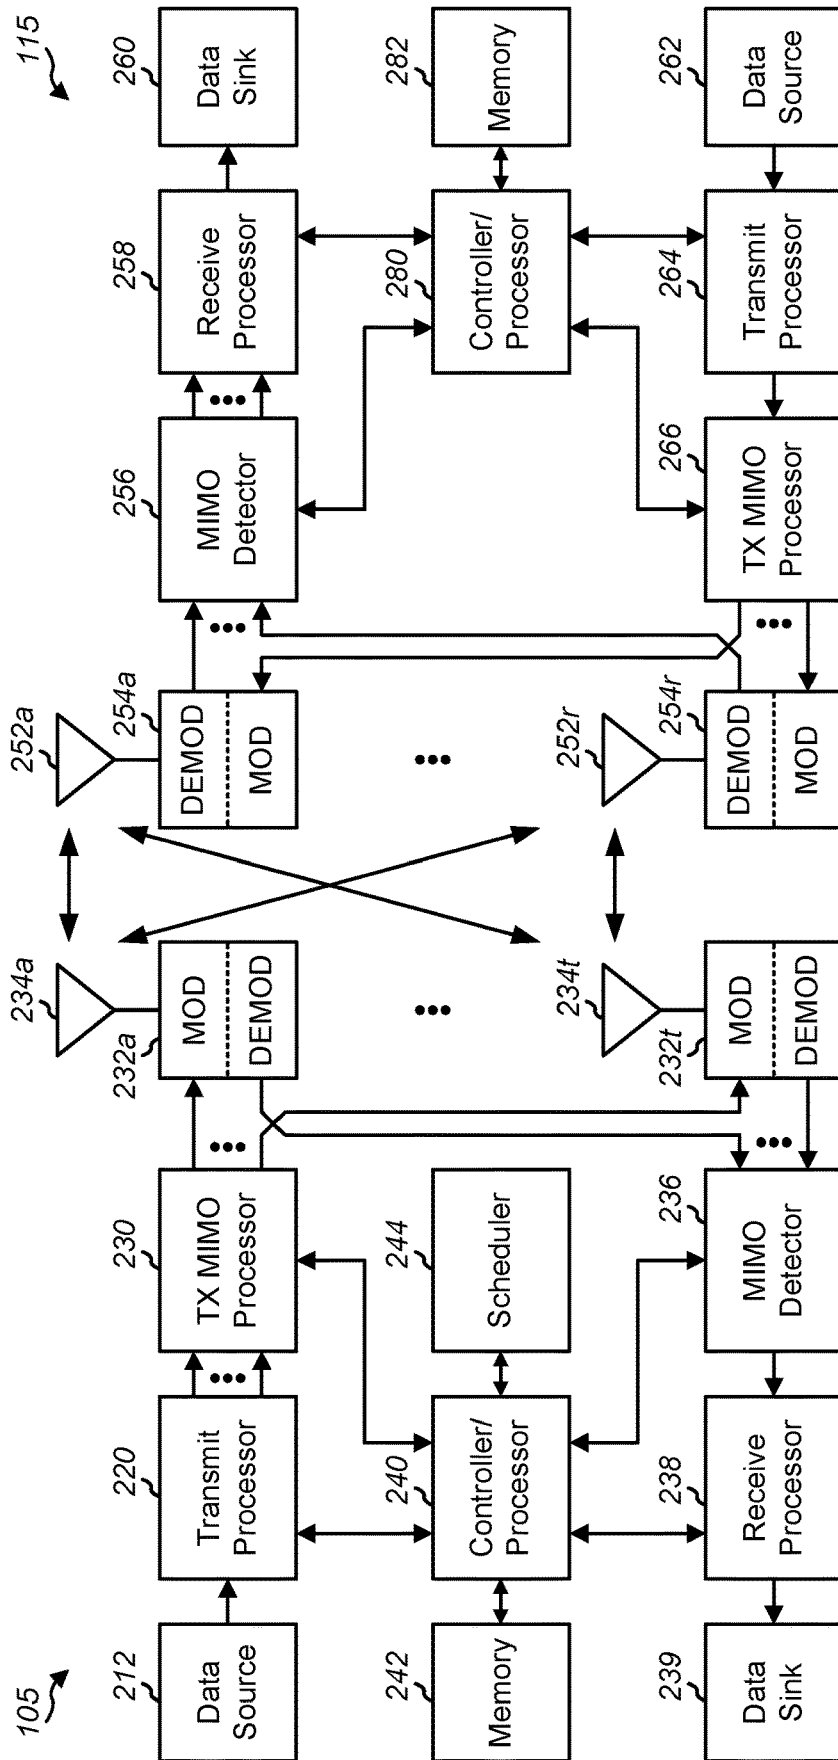 105
115
212
Data
Source
220
Transmit
Processor
230
TX MIMO
Processor
232a
MOD
DEMOD
234a
252a
254a
DEMOD
MOD
256
MIMO
Detector
258
Receive
Processor
260
Data
Sink
242
Memory
240
Controller/
Processor
244
Scheduler
280
Controller/
Processor
282
Memory
239
Data
Sink
238
Receive
Processor
236
MIMO
Detector
232t
MOD
DEMOD
234t
252r
254r
DEMOD
MOD
266
TX MIMO
Processor
264
Transmit
Processor
262
Data
Source